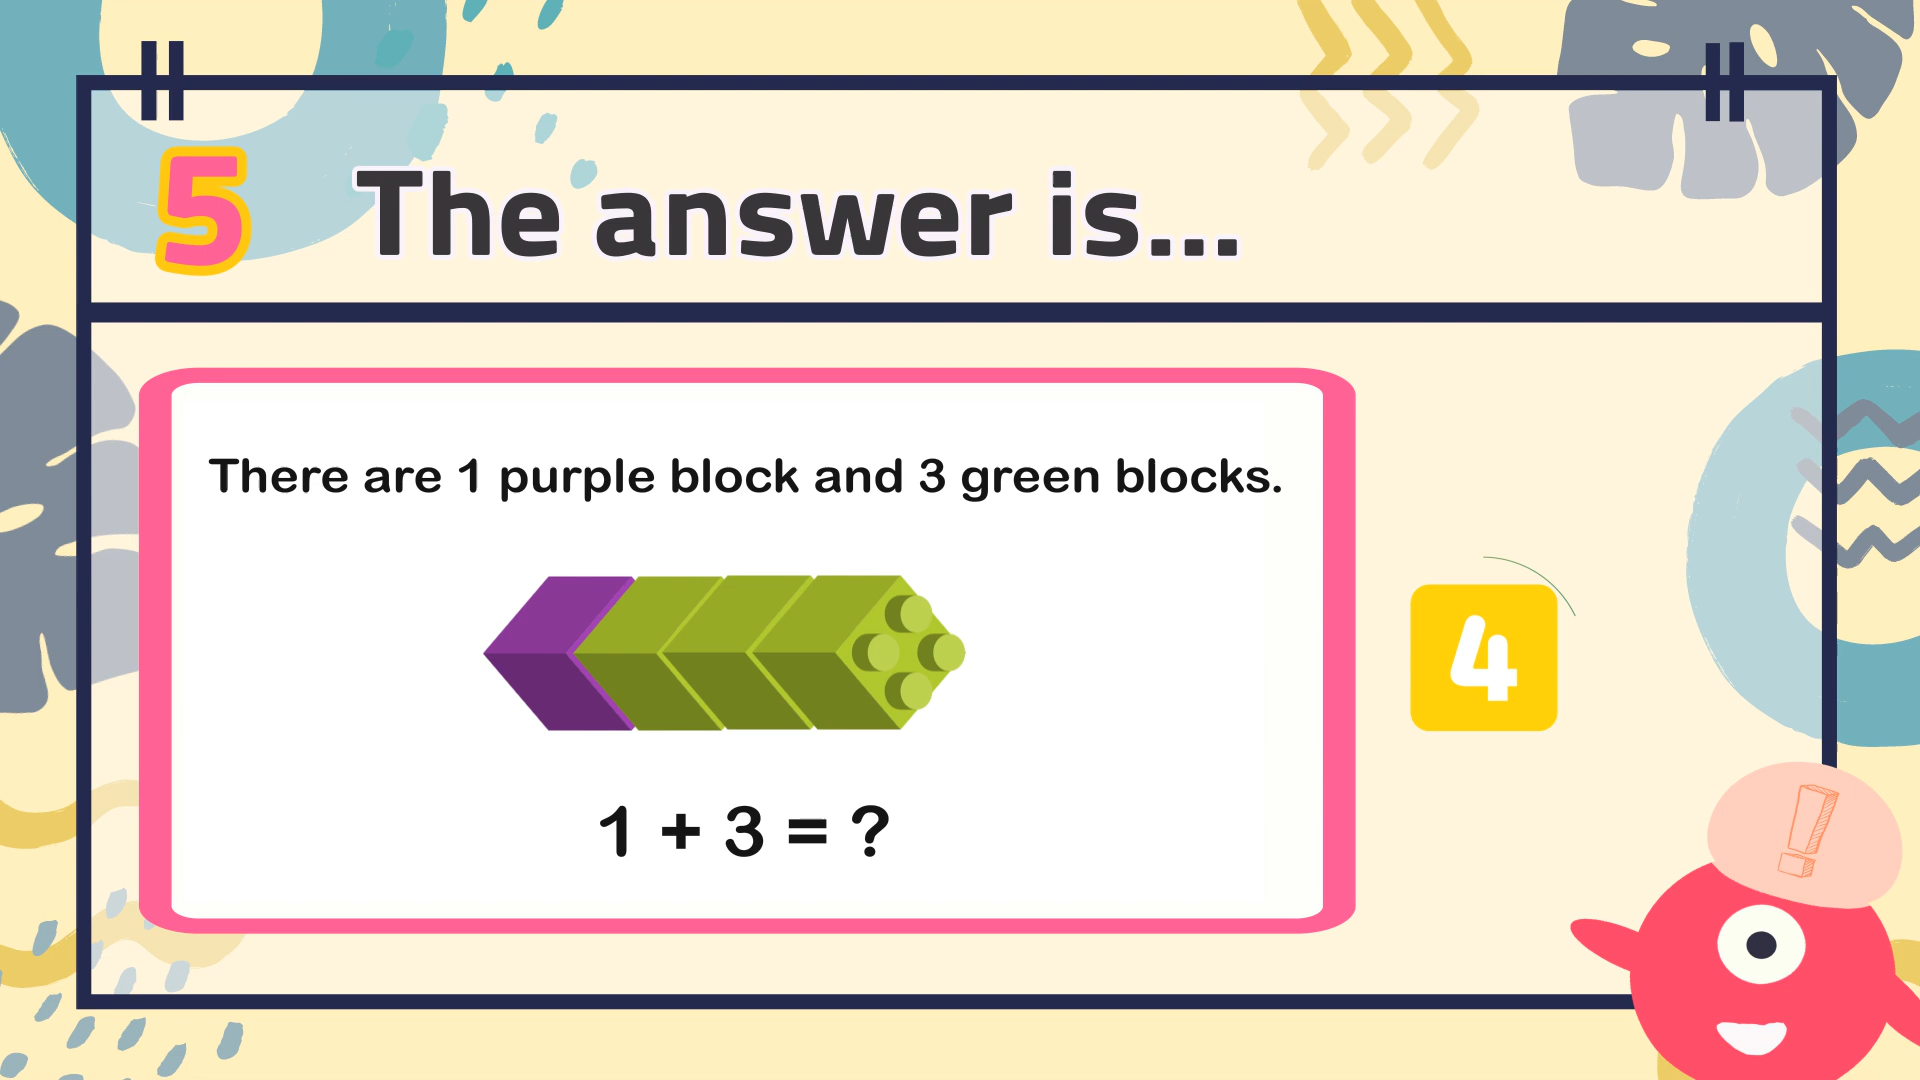 5 The answer is...
There are 1 purple block and 3 green blocks.
4
1 + 3 = ?
!